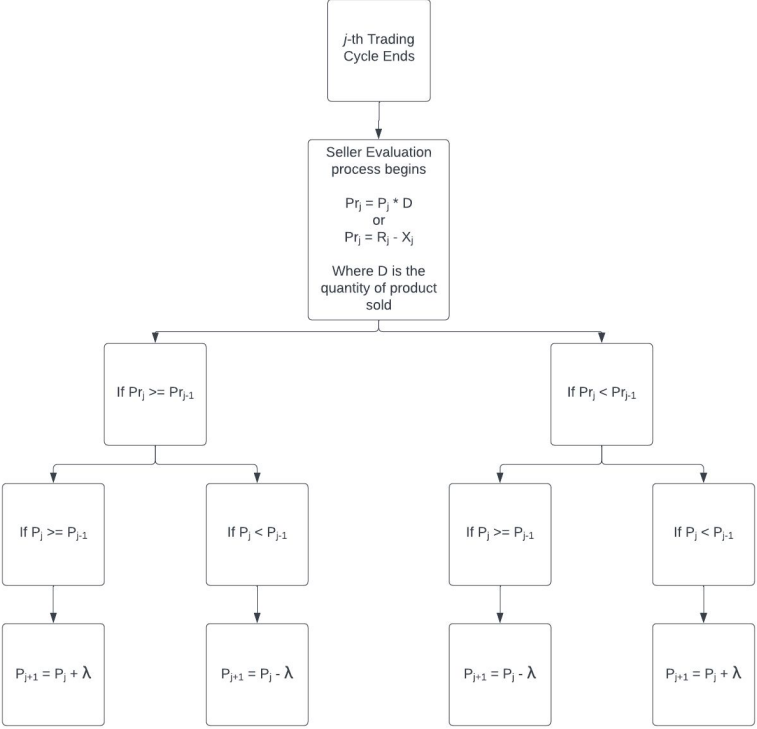 j-th Trading
Cycle Ends
Seller Evaluation
process begins
Prj = Pj * D
or
Prj = Rj - Xj
Where D is the
quantity of product
sold
If Prj >= Prj-1
If Prj < Prj-1
If Pj >= Pj-1
If Pj < Pj-1
If Pj >= Pj-1
If Pj < Pj-1
Pj+1 = Pj + λ
Pj+1 = Pj - λ
Pj+1 = Pj - λ
Pj+1 = Pj + λ